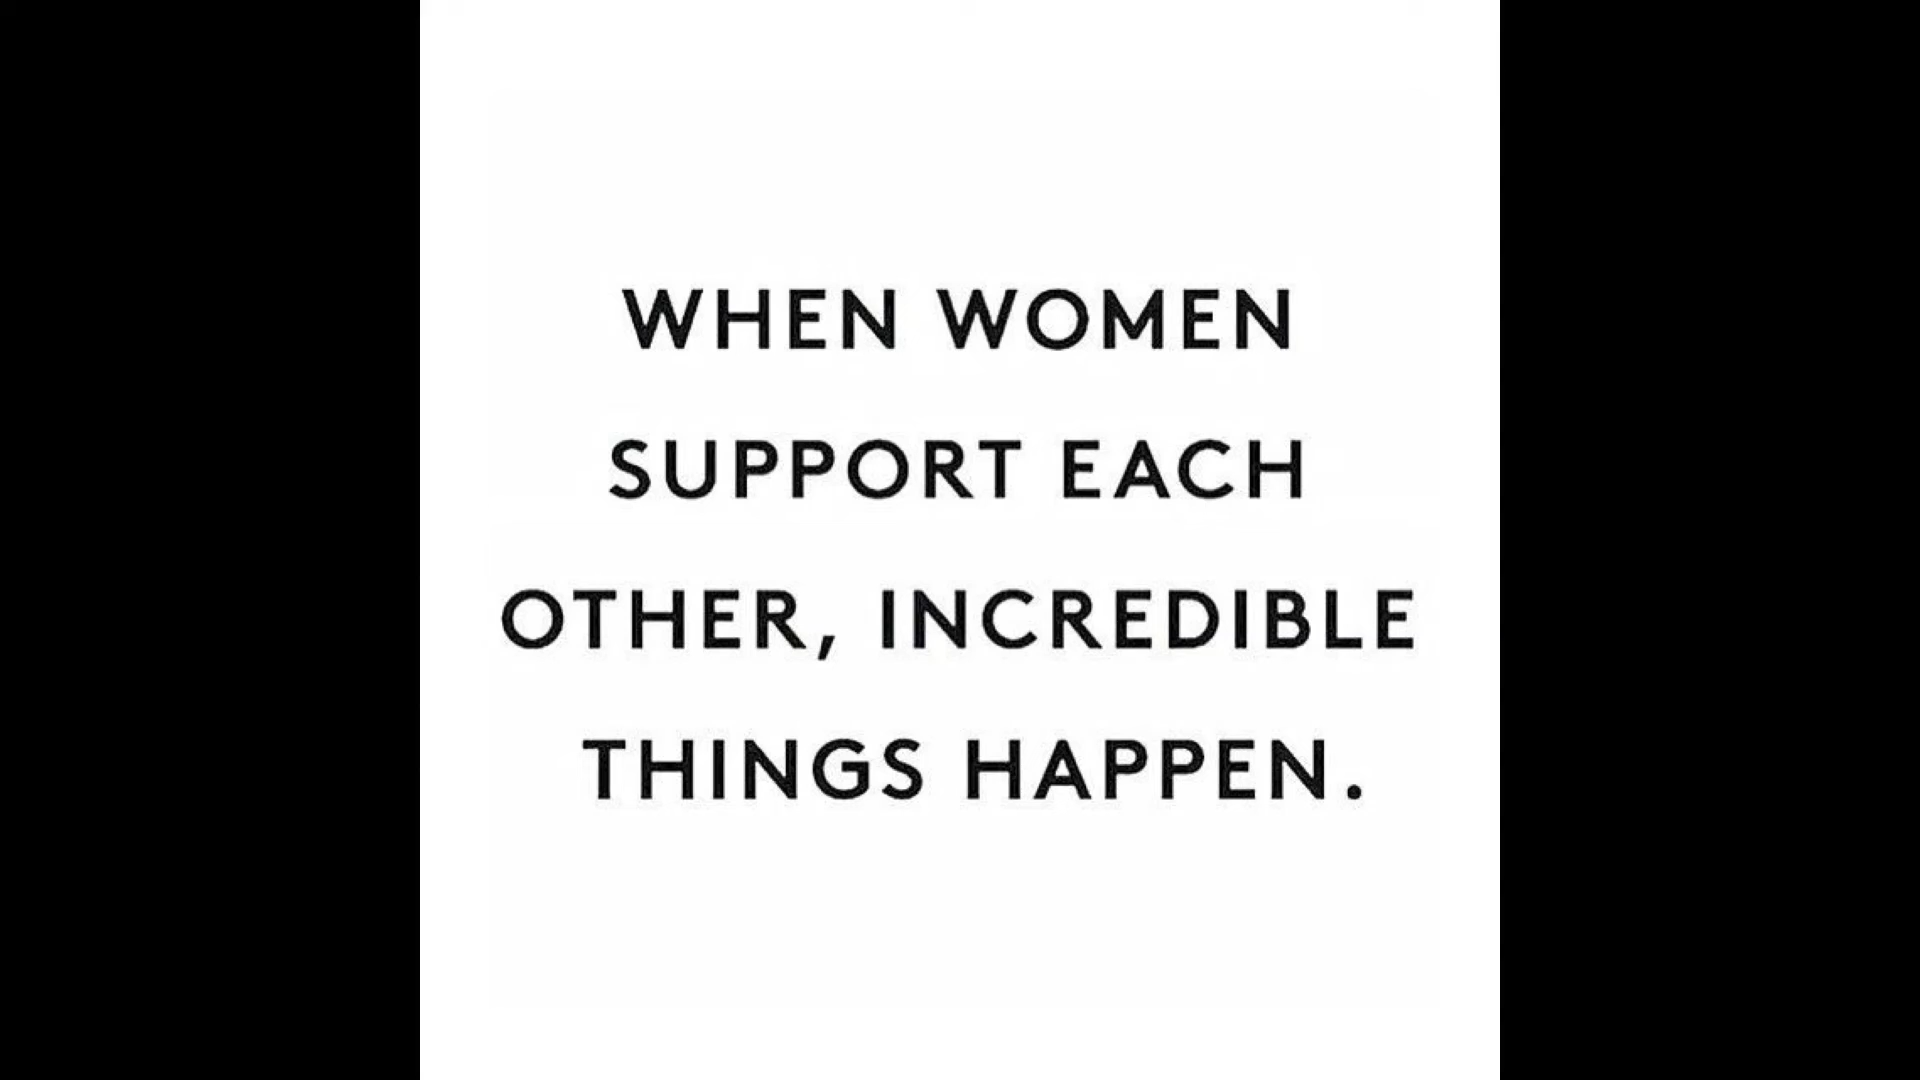 WHEN WOMEN
SUPPORT EACH
OTHER, INCREDIBLE
THINGS HAPPEN.